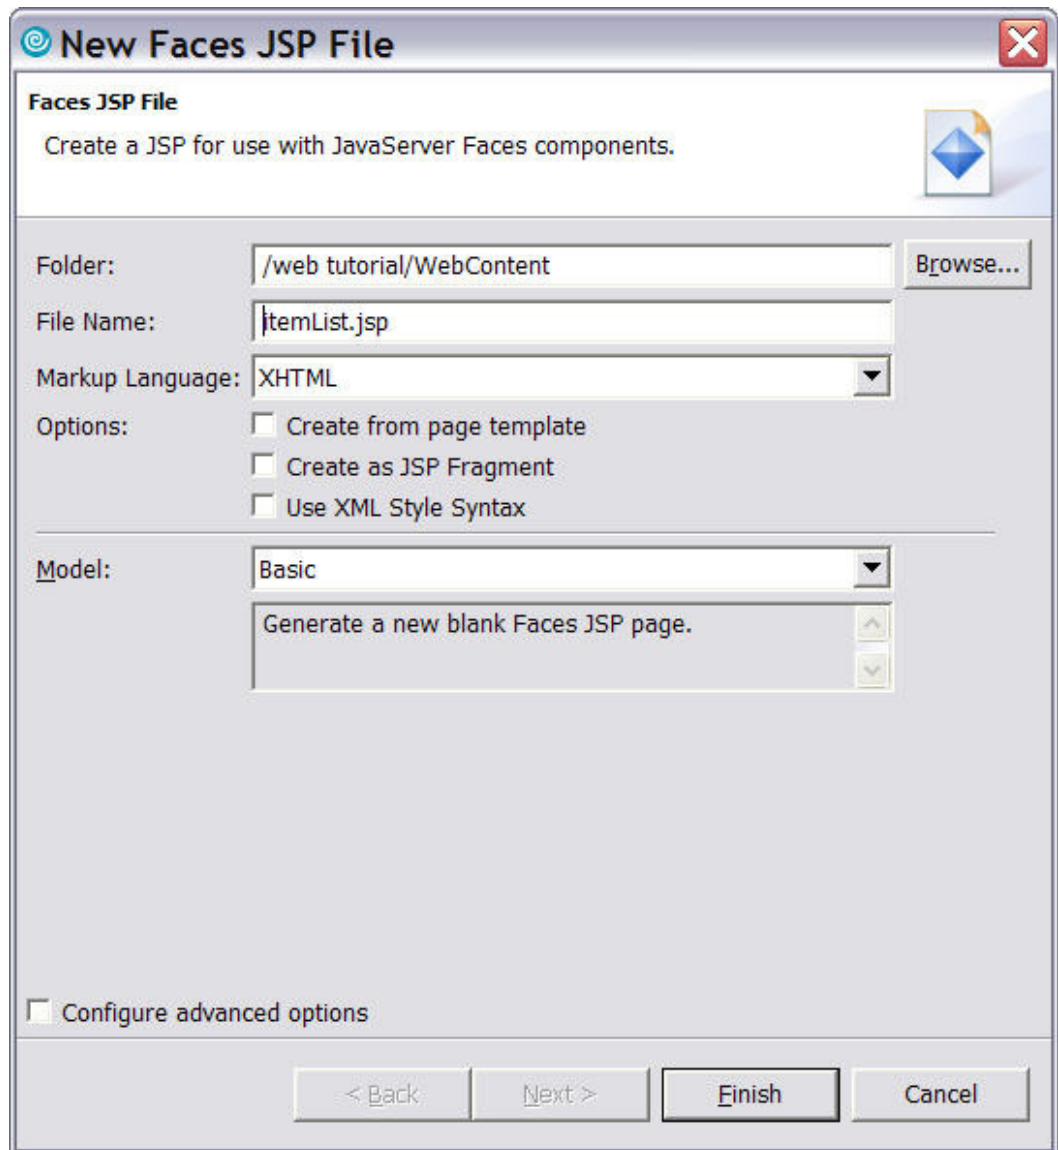 New Faces JSP File
Faces JSP File
Create a JSP for use with JavaServer Faces components.
Folder: /web tutorial/WebContent Browse...
File Name: itemList.jsp
Markup Language: XHTML
Options: Create from page template
Create as JSP Fragment
Use XML Style Syntax
Model: Basic
Generate a new blank Faces JSP page.
Configure advanced options
< Back Next > Finish Cancel